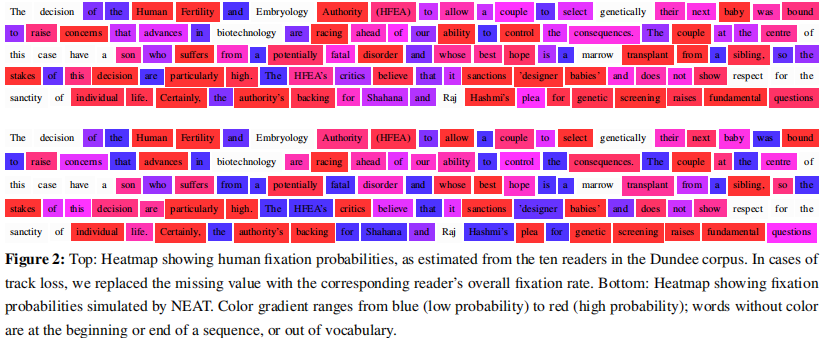 The decision of the Human Fertility and Embryology Authority (HFEA) to allow a couple to select genetically their next baby was bound
to raise concerns that advances in biotechnology are racing ahead of our ability to control the consequences. The couple at the centre of
this case have a son who suffers from a potentially fatal disorder and whose best hope is a marrow transplant from a sibling, so the
stakes of this decision are particularly high. The HFEA's critics believe that it sanctions 'designer babies' and does not show respect for the
sanctity of individual life. Certainly, the authority's backing for Shahana and Raj Hashmi's plea for genetic screening raises fundamental questions
The decision of the Human Fertility and Embryology Authority (HFEA) to allow a couple to select genetically their next baby was bound
to raise concerns that advances in biotechnology are racing ahead of our ability to control the consequences. The couple at the centre of
this case have a son who suffers from a potentially fatal disorder and whose best hope is a marrow transplant from a sibling, so the
stakes of this decision are particularly high. The HFEA's critics believe that it sanctions 'designer babies' and does not show respect for the
sanctity of individual life. Certainly, the authority's backing for Shahana and Raj Hashmi's plea for genetic screening raises fundamental questions
Figure 2: Top: Heatmap showing human fixation probabilities, as estimated from the ten readers in the Dundee corpus. In cases of
track loss, we replaced the missing value with the corresponding reader's overall fixation rate. Bottom: Heatmap showing fixation
probabilities simulated by NEAT. Color gradient ranges from blue (low probability) to red (high probability); words without color
are at the beginning or end of a sequence, or out of vocabulary.